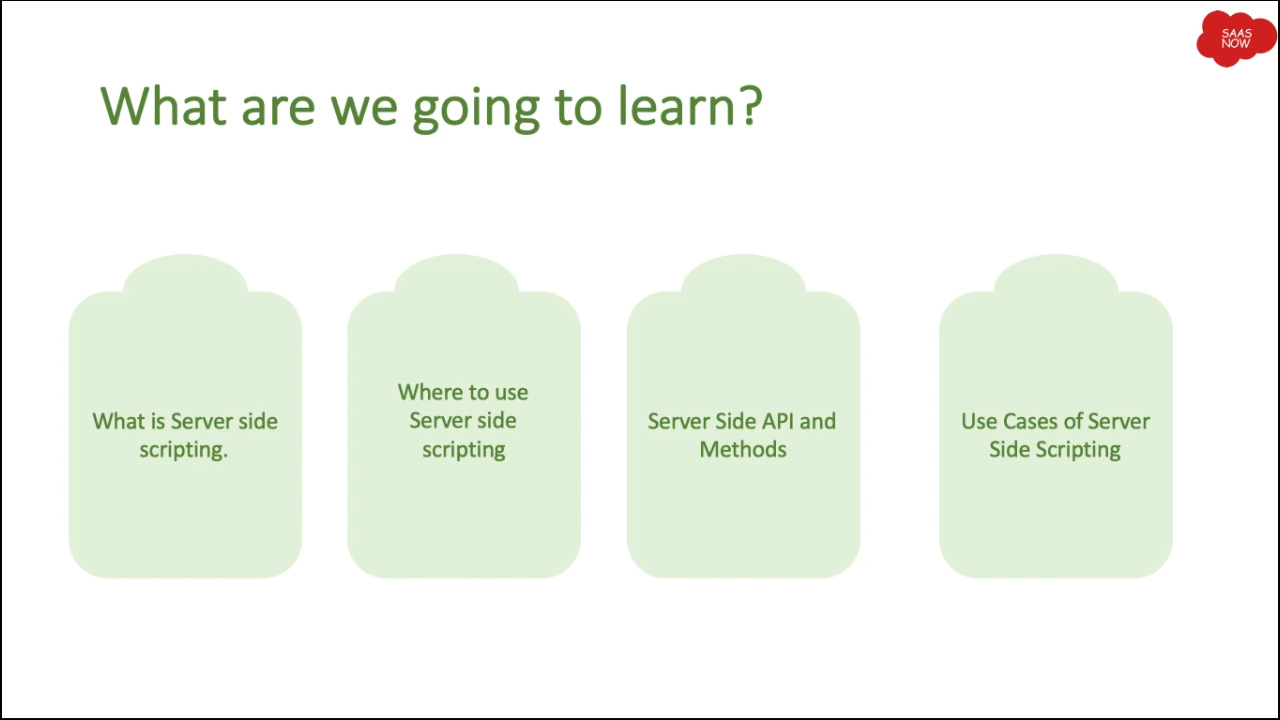 SAAS
NOW
What are we going to learn?
What is Server side
scripting.
Where to use
Server side
scripting
Server Side API and
Methods
Use Cases of Server
Side Scripting